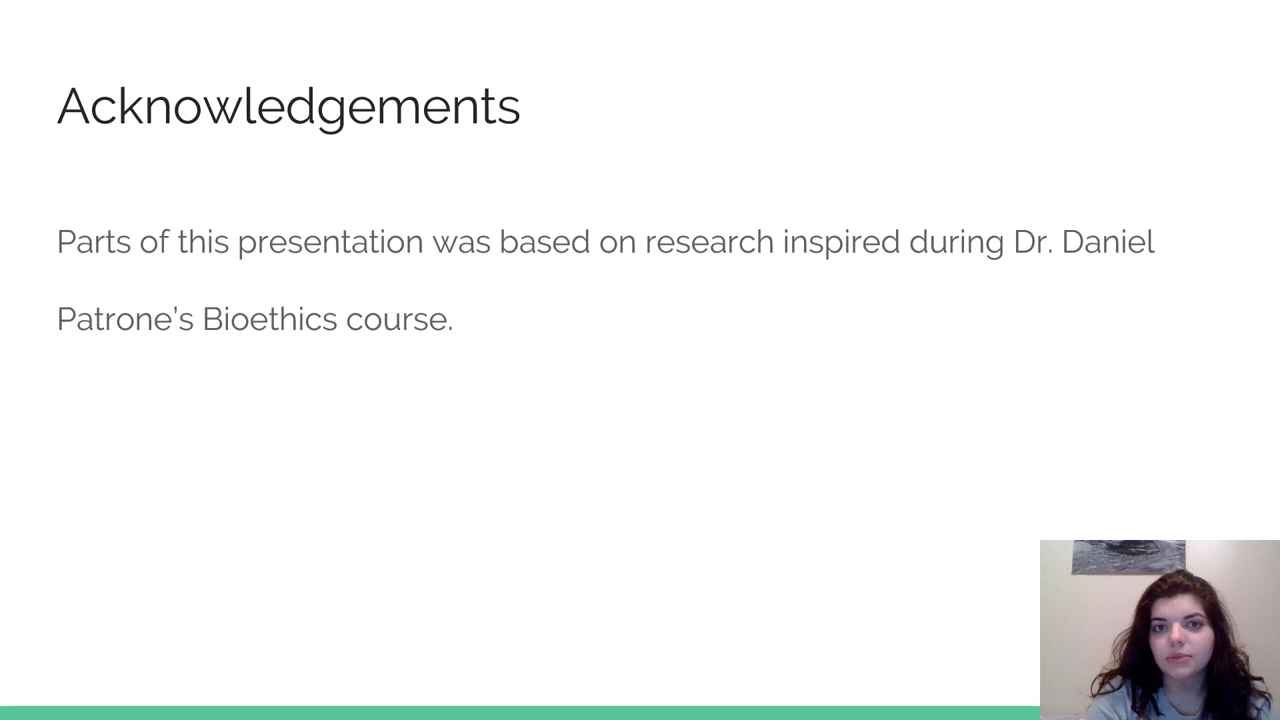 Acknowledgements
Parts of this presentation was based on research inspired during Dr. Daniel
Patrone’s Bioethics course.